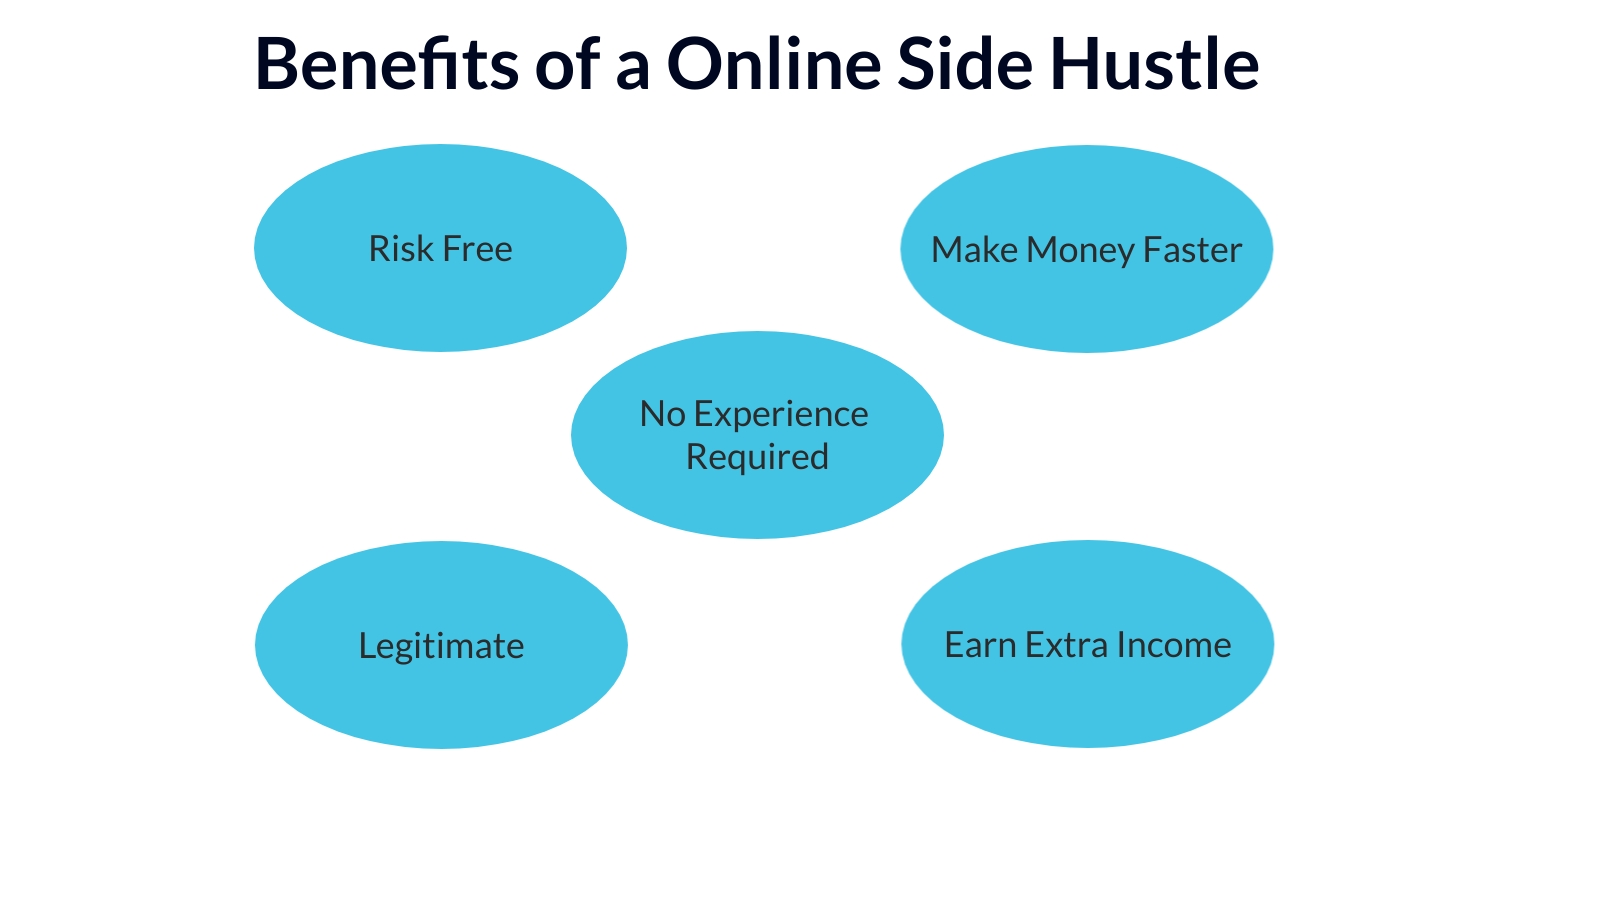 Benefits of a Online Side Hustle
Risk Free
Make Money Faster
No Experience
Required
Legitimate
Earn Extra Income